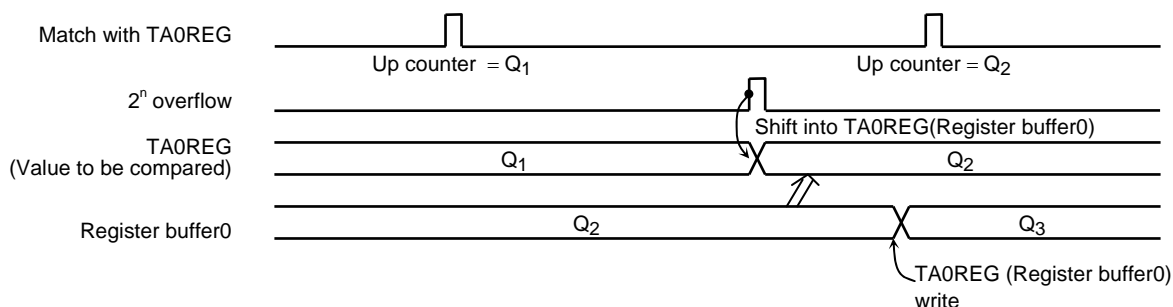 Match with TA0REG
Up counter = Q1
Up counter = Q2
2^n overflow
Shift into TA0REG(Register buffer0)
TA0REG
(Value to be compared)
Q1
Q2
Register buffer0
Q2
Q3
TA0REG (Register buffer0)
write